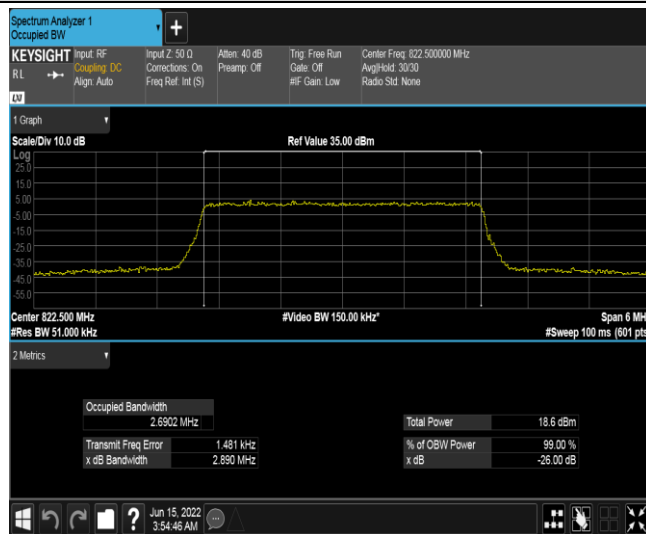 Spectrum Analyzer 1
Occupied BW
+
KEYSIGHT Input: RF Input Z: 50 Ω Atten: 40 dB Trig: Free Run Center Freq: 822.500000 MHz
RL Coupling: DC Corrections: On Preamp: Off Gate: Off Avg|Hold: 30/30
Align: Auto Freq Ref: Int (S) #IF Gain: Low Radio Std: None
LXI
1 Graph
Scale/Div 10.0 dB Ref Value 35.00 dBm
Log
25.0
15.0
5.00
-5.00
-15.0
-25.0
-35.0
-45.0
-55.0
Center 822.500 MHz #Video BW 150.00 kHz* Span 6 MH
#Res BW 51.000 kHz #Sweep 100 ms (601 pts
2 Metrics
Occupied Bandwidth
2.6902 MHz Total Power 18.6 dBm
Transmit Freq Error 1.481 kHz % of OBW Power 99.00 %
x dB Bandwidth 2.890 MHz x dB -26.00 dB
? Jun 15, 2022
3:54:46 AM